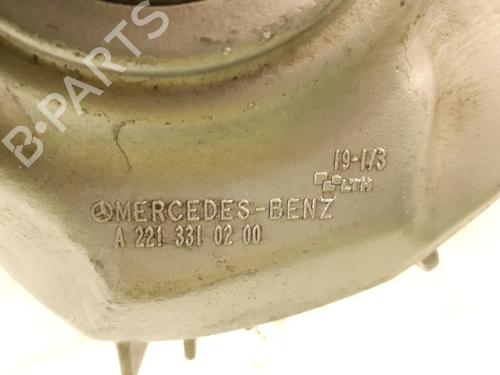 B·PARTS
19-1/3
LTH
MERCEDES-BENZ
A 221 331 02 00